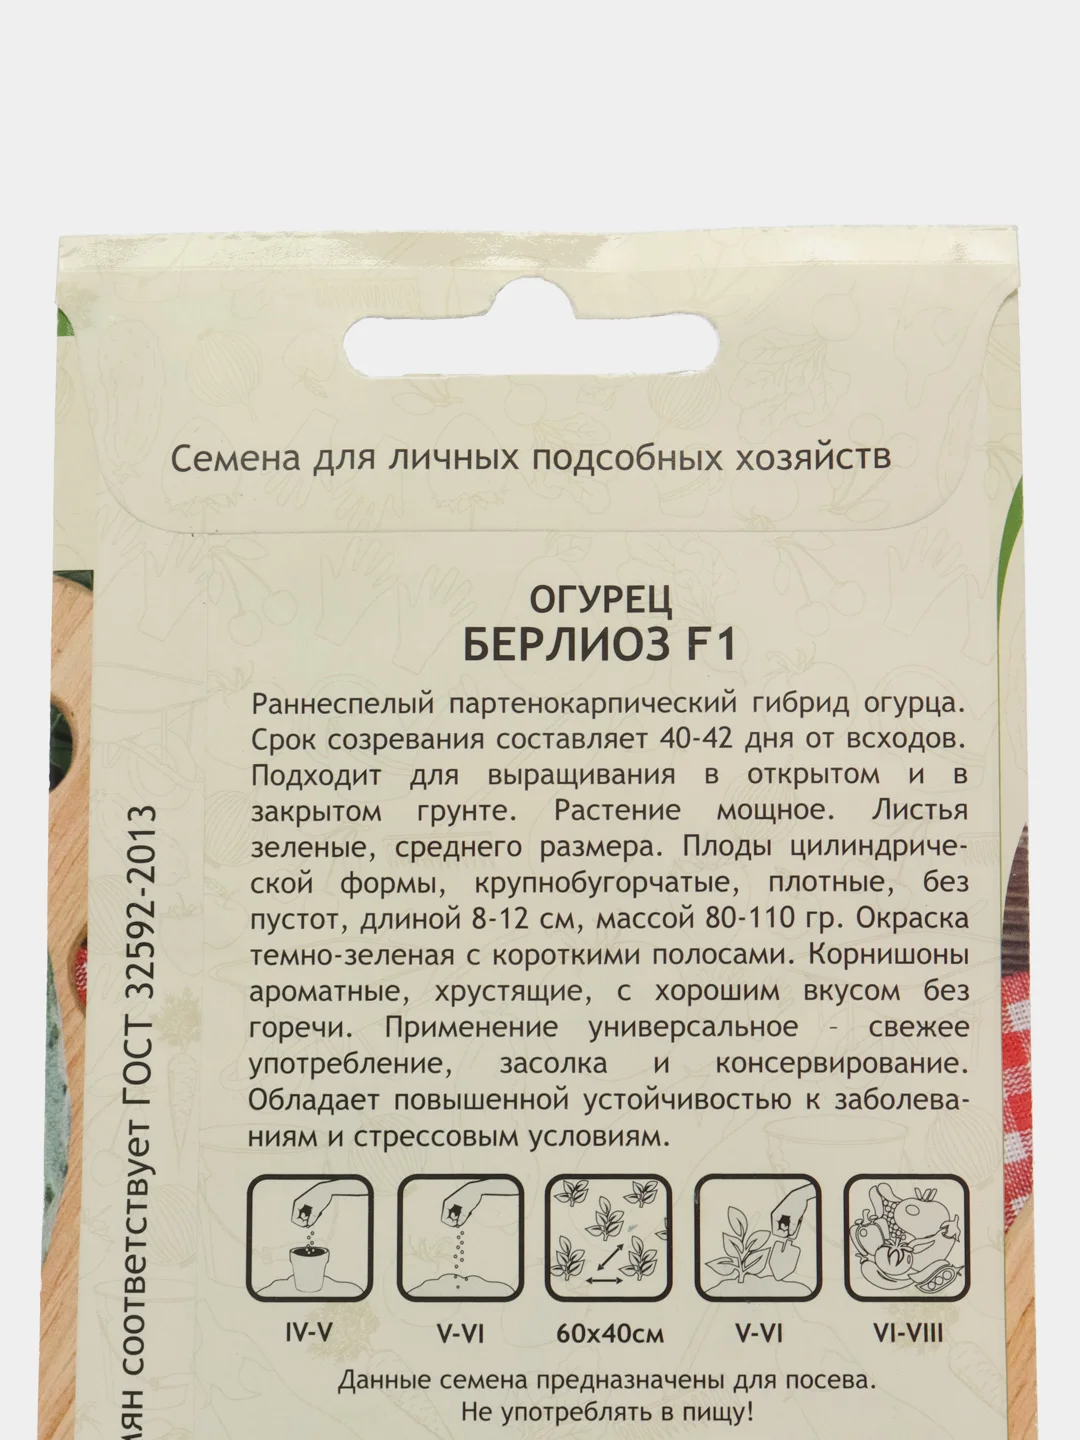 Семена для личных подсобных хозяйств
ОГУРЕЦ
БЕРЛИОЗ F1
Раннеспелый партенокарпический гибрид огурца.
Срок созревания составляет 40-42 дня от всходов.
Подходит для выращивания в открытом и в
закрытом грунте. Растение мощное. Листья
зеленые, среднего размера. Плоды цилиндриче-
ской формы, крупнобугорчатые, плотные, без
пустот, длиной 8-12 см, массой 80-110 гр. Окраска
темно-зеленая с короткими полосами. Корнишоны
ароматные, хрустящие, с хорошим вкусом без
горечи. Применение универсальное - свежее
употребление, засолка и консервирование.
Обладает повышенной устойчивостью к заболева-
ниям и стрессовым условиям.
IV-V V-VI 60х40см V-VI VI-VIII
Данные семена предназначены для посева.
Не употреблять в пищу!
соответствует ГОСТ 32592-2013